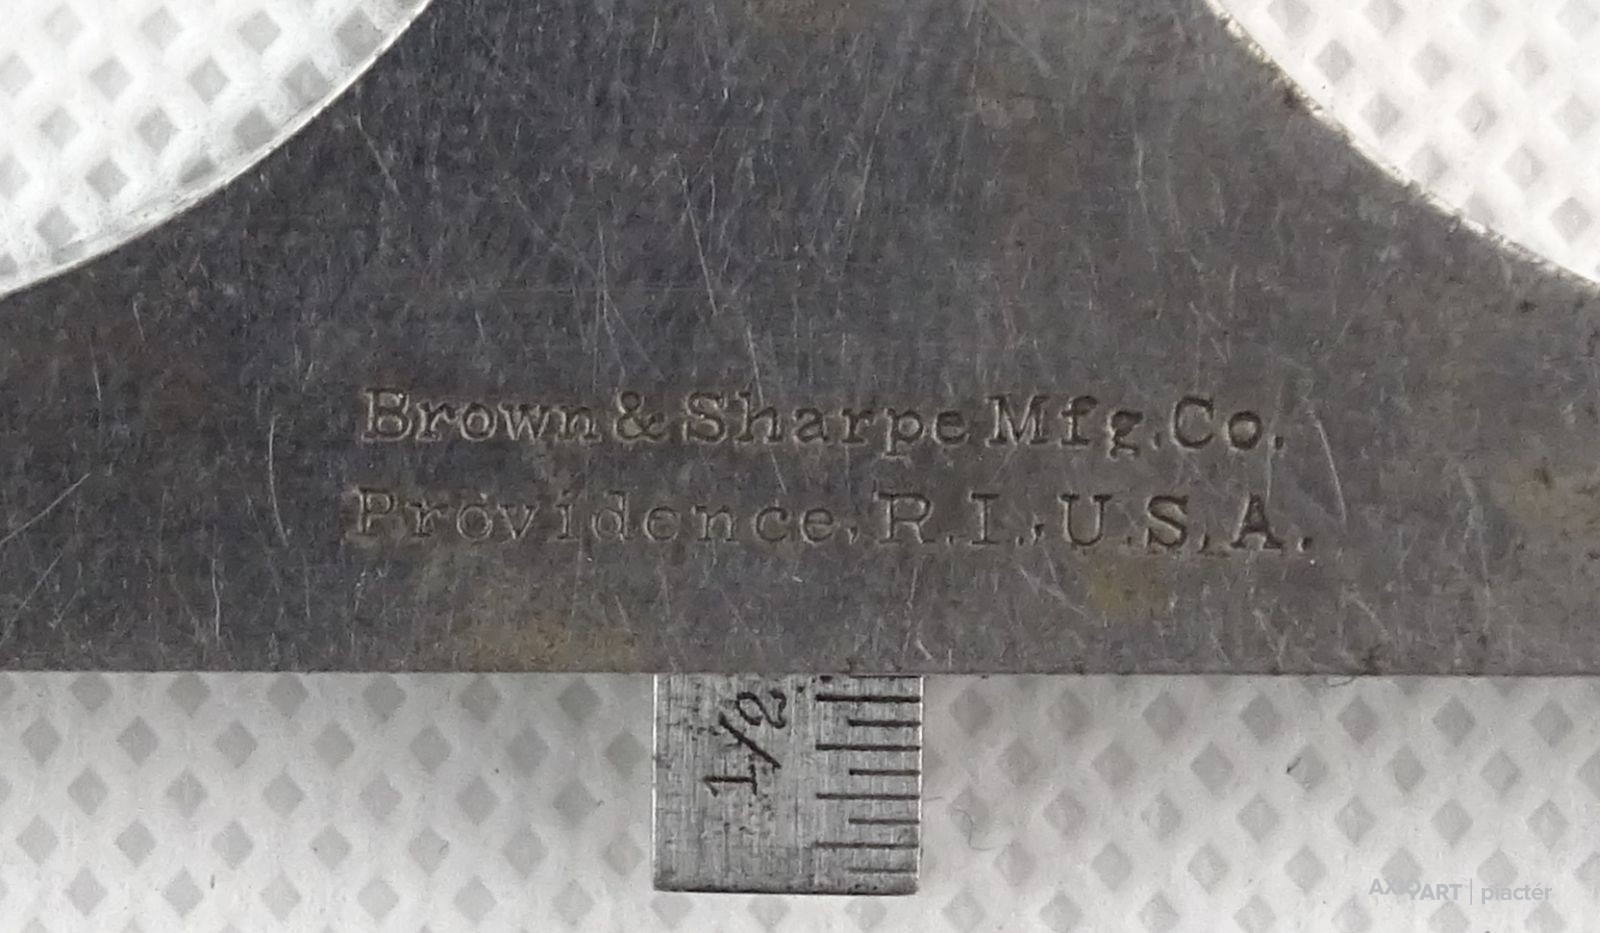 Brown & Sharpe Mfg. Co.
Providence, R.I., U.S.A.
1/2
AXIOART | piactér